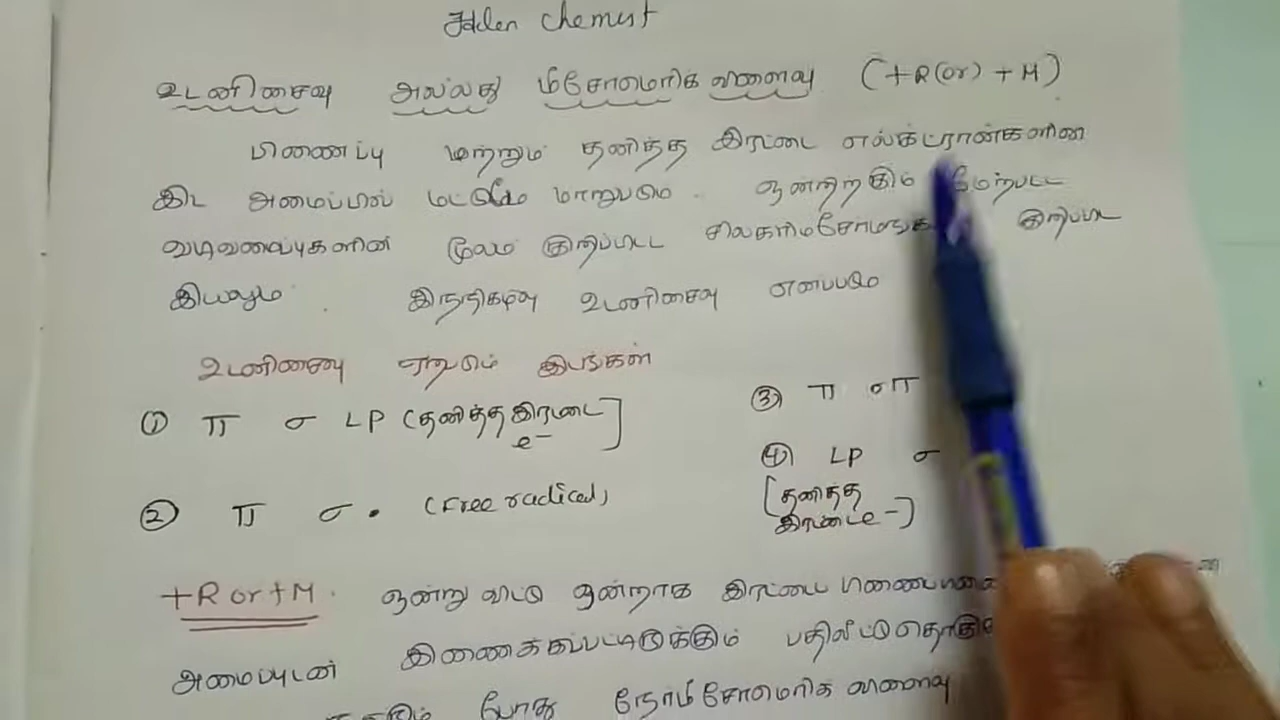 Jdden Chemist
உடனிசைவு அல்லது மீசோமெரிக் விளைவு (+R(or) +M)
பிணைப்பு மற்றும் தனித்த இரட்டை எலக்ட்ரான்களின்
இட அமைப்பில் மட்டுமே மாறுபடும். ஒன்றிற்கும் மேற்பட்ட
வடிவமைப்புகளின் மூலம் குறிப்பிட்ட குறிப்பிட
இயலும். இந்நிகழ்வு உடனிசைவு எனப்படும்
உடனிசைவு ஏற்படும் இடங்கள்
① π σ LP (தனித்த இரட்டை e-]
③ π σ π
② π σ • (Free radical)
④ LP σ
[தனித்த
இரட்டை e-]
+R or +M. ஒன்று விட்டு ஒன்றாக இரட்டை
அமைப்புடன் இணைக்கப்பட்டிருக்கும்
போது நேர்மீசோமெரிக் விளைவு